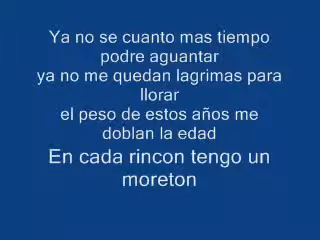 Ya no se cuanto mas tiempo
podre aguantar
ya no me quedan lagrimas para
llorar
el peso de estos años me
doblan la edad
En cada rincon tengo un
moreton